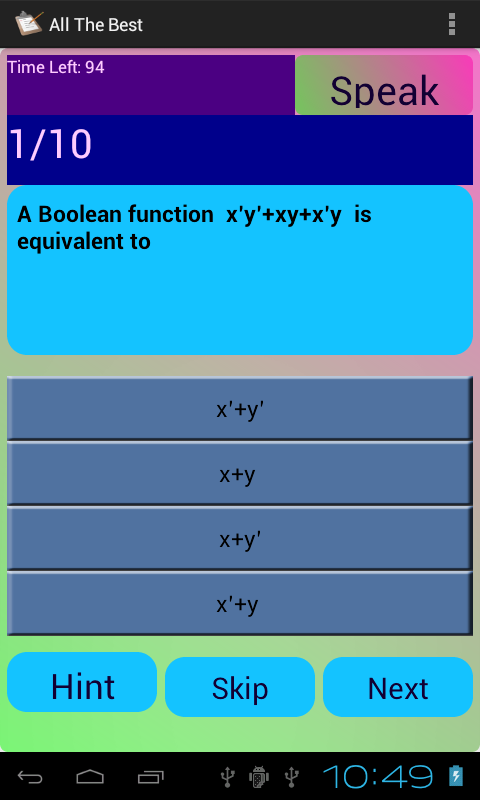 All The Best
Time Left: 94
Speak
1/10
A Boolean function  x'y'+xy+x'y  is
equivalent to
x'+y'
x+y
x+y'
x'+y
Hint
Skip
Next
10:49